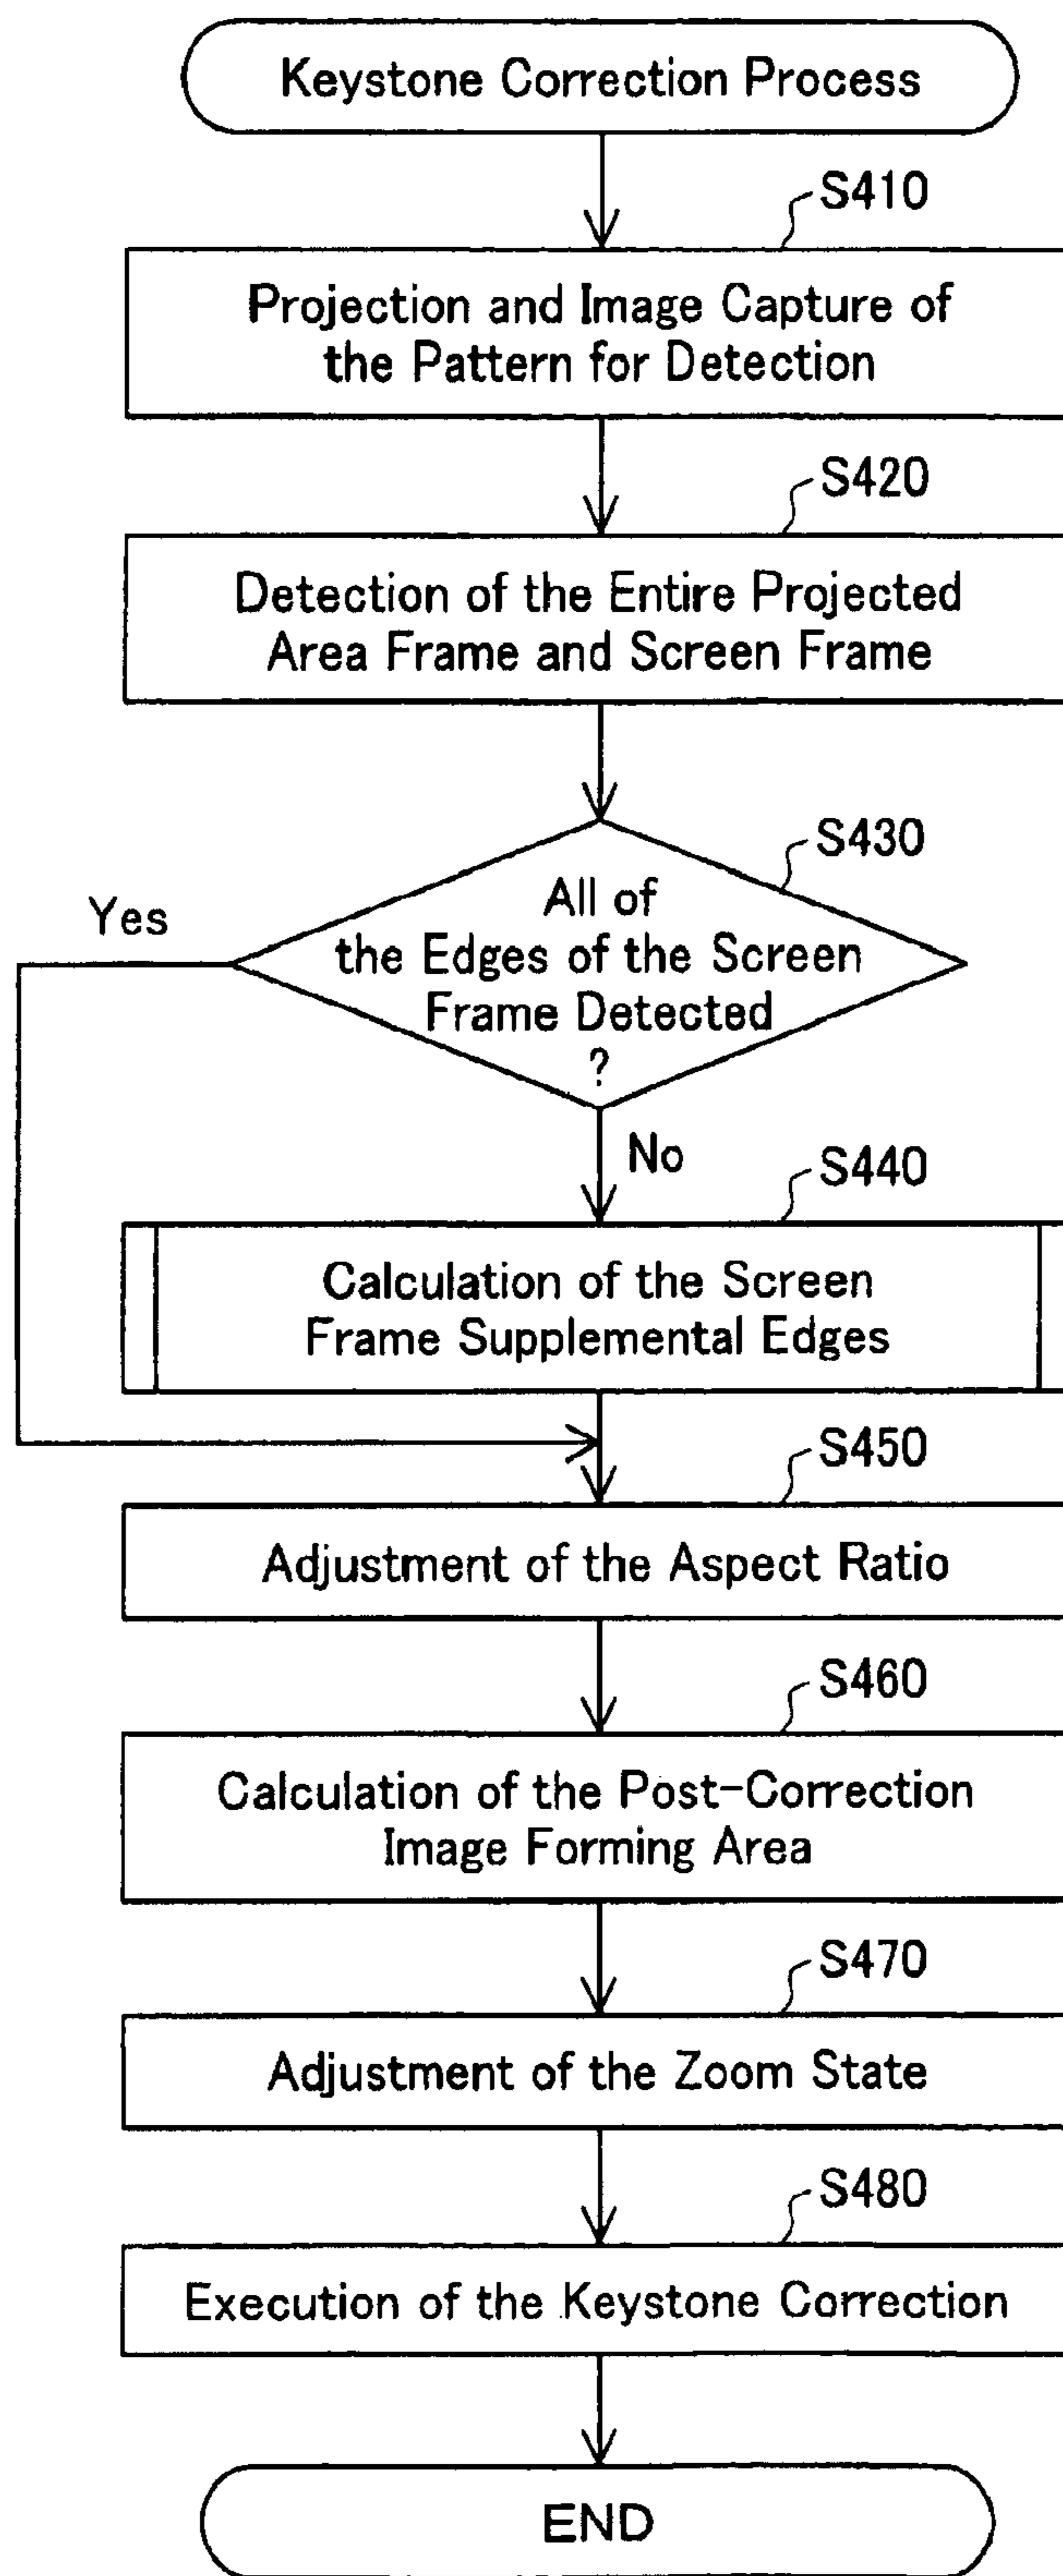 Keystone Correction Process
S410
Projection and Image Capture of
the Pattern for Detection
S420
Detection of the Entire Projected
Area Frame and Screen Frame
S430
All of
the Edges of the Screen
Frame Detected
?
Yes
No
S440
Calculation of the Screen
Frame Supplemental Edges
S450
Adjustment of the Aspect Ratio
S460
Calculation of the Post-Correction
Image Forming Area
S470
Adjustment of the Zoom State
S480
Execution of the Keystone Correction
END